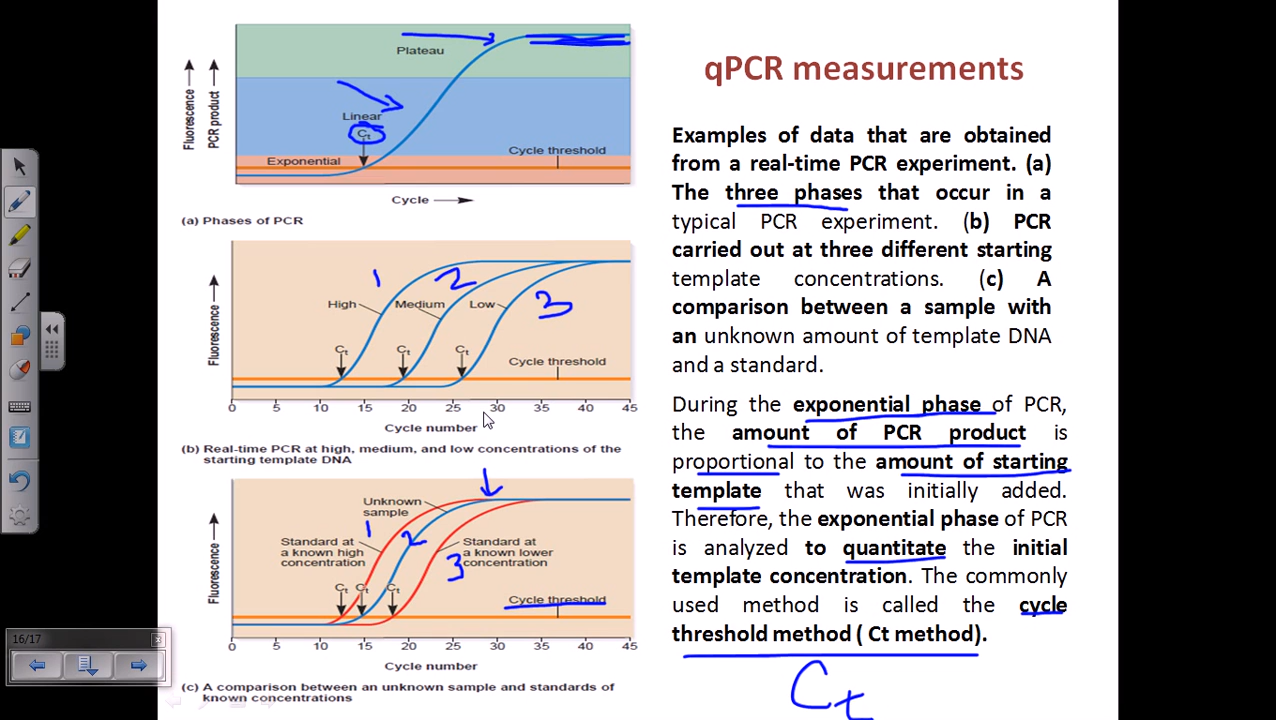 qPCR measurements
Plateau
Linear
Ct
Exponential
Cycle threshold
Fluorescence
PCR product
Cycle
(a) Phases of PCR
1
2
3
High
Medium
Low
Ct
Ct
Ct
Cycle threshold
Fluorescence
0 5 10 15 20 25 30 35 40 45
Cycle number
(b) Real-time PCR at high, medium, and low concentrations of the
starting template DNA
Unknown
sample
1
2
3
Standard at
a known high
concentration
Standard at
a known lower
concentration
Ct Ct Ct
Cycle threshold
Fluorescence
0 5 10 15 20 25 30 35 40 45
Cycle number
(c) A comparison between an unknown sample and standards of
known concentrations
Examples of data that are obtained
from a real-time PCR experiment. (a)
The three phases that occur in a
typical PCR experiment. (b) PCR
carried out at three different starting
template concentrations. (c) A
comparison between a sample with
an unknown amount of template DNA
and a standard.
During the exponential phase of PCR,
the amount of PCR product is
proportional to the amount of starting
template that was initially added.
Therefore, the exponential phase of PCR
is analyzed to quantitate the initial
template concentration. The commonly
used method is called the cycle
threshold method ( Ct method).
Ct
16/17